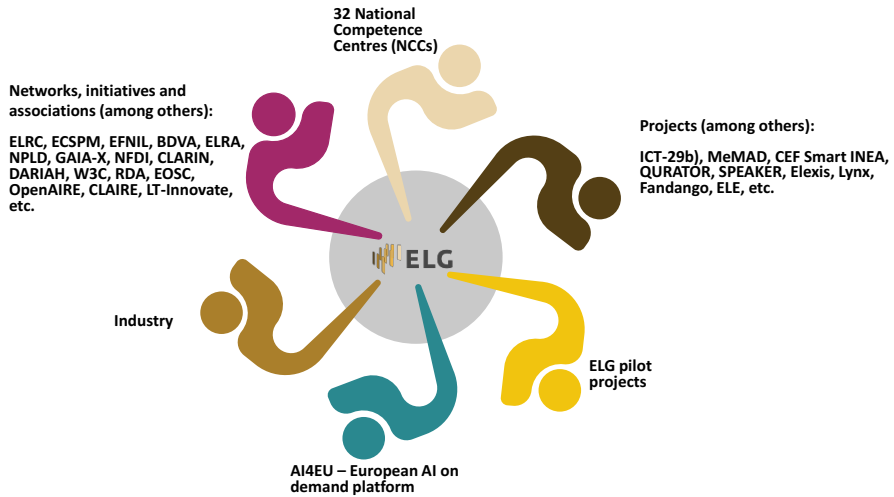 32 National
Competence
Centres (NCCs)
Networks, initiatives and
associations (among others):
ELRC, ECSPM, EFNIL, BDVA, ELRA,
NPLD, GAIA-X, NFDI, CLARIN,
DARIAH, W3C, RDA, EOSC,
OpenAIRE, CLAIRE, LT-Innovate,
etc.
Projects (among others):
ICT-29b), MeMAD, CEF Smart INEA,
QURATOR, SPEAKER, Elexis, Lynx,
Fandango, ELE, etc.
ELG
Industry
ELG pilot
projects
AI4EU – European AI on
demand platform